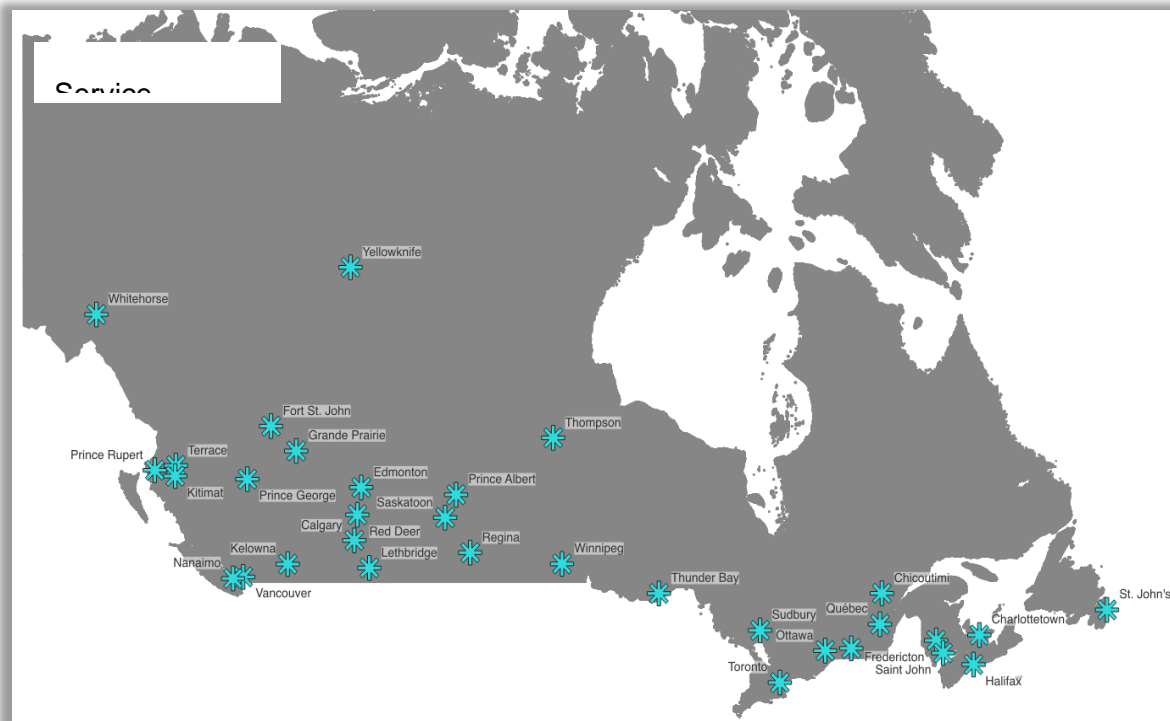 Service
Yellowknife
Whitehorse
Fort St. John
Thompson
Grande Prairie
Prince Rupert
Terrace
Edmonton
Prince Albert
Kitimat
Prince George
Saskatoon
Calgary
Red Deer
Regina
Kelowna
Lethbridge
Winnipeg
Nanaimo
Vancouver
Thunder Bay
Chicoutimi
St. John's
Québec
Sudbury
Charlottetown
Ottawa
Fredericton
Toronto
Saint John
Halifax